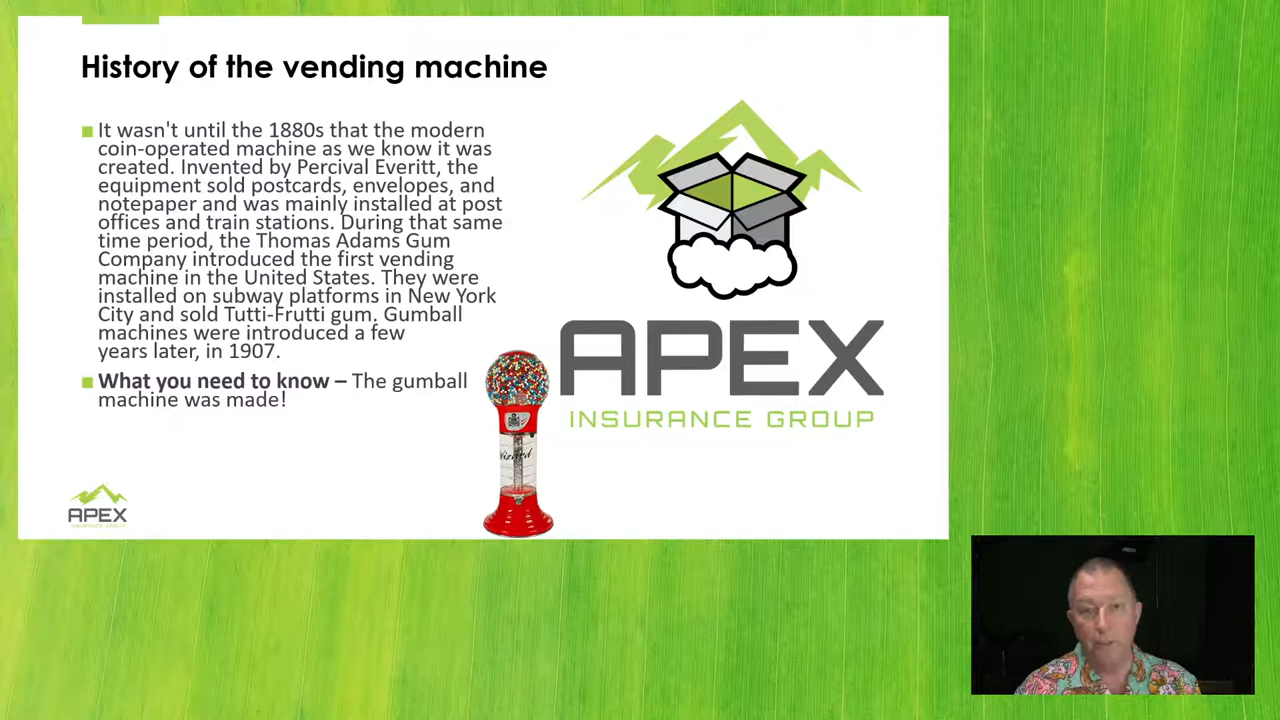 History of the vending machine
It wasn't until the 1880s that the modern
coin-operated machine as we know it was
created. Invented by Percival Everitt, the
equipment sold postcards, envelopes, and
notepaper and was mainly installed at post
offices and train stations. During that same
time period, the Thomas Adams Gum
Company introduced the first vending
machine in the United States. They were
installed on subway platforms in New York
City and sold Tutti-Frutti gum. Gumball
machines were introduced a few
years later, in 1907.
What you need to know – The gumball
machine was made!
APEX
INSURANCE GROUP
Wizard
APEX
INSURANCE GROUP